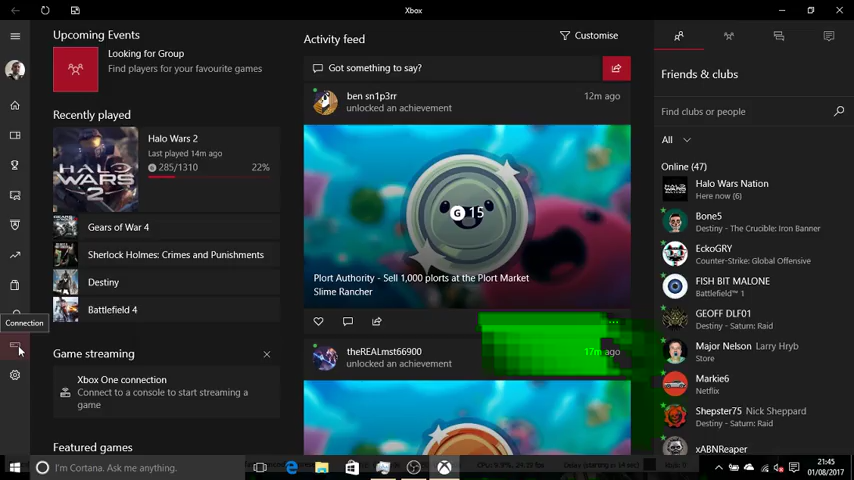 Xbox
Upcoming Events
Looking for Group
Find players for your favourite games
Recently played
Halo Wars 2
Last played 14m ago
285/1310 22%
HALO WARS 2
Gears of War 4
Sherlock Holmes: Crimes and Punishments
Destiny
Battlefield 4
Connection
Game streaming
Xbox One connection
Connect to a console to start streaming a
game
Featured games
Activity feed
Customise
Got something to say?
ben sn1p3rr 12m ago
unlocked an achievement
G 15
Plort Authority - Sell 1,000 plorts at the Plort Market
Slime Rancher
theREALmst66900 17m ago
unlocked an achievement
Friends & clubs
Find clubs or people
All
Online (47)
Halo Wars Nation
Here now (6)
Bone5
Destiny - The Crucible: Iron Banner
EckoGRY
Counter-Strike: Global Offensive
FISH BIT MALONE
Battlefield™ 1
GEOFF DLF01
Destiny - Saturn: Raid
Major Nelson Larry Hryb
Store
Markie6
Netflix
Shepster75 Nick Sheppard
Destiny - Saturn: Raid
xABNReaper
I'm Cortana. Ask me anything.
21:45
01/08/2017